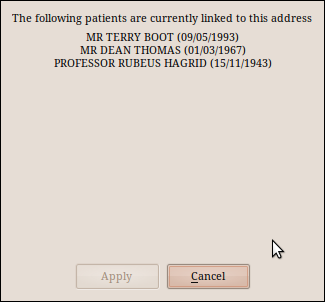 The following patients are currently linked to this address
MR TERRY BOOT (09/05/1993)
MR DEAN THOMAS (01/03/1967)
PROFESSOR RUBEUS HAGRID (15/11/1943)
Apply
Cancel